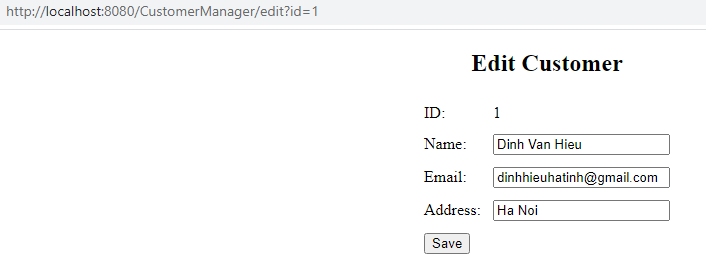 http://localhost:8080/CustomerManager/edit?id=1
Edit Customer
ID: 1
Name: Dinh Van Hieu
Email: dinhhieuhatinh@gmail.com
Address: Ha Noi
Save